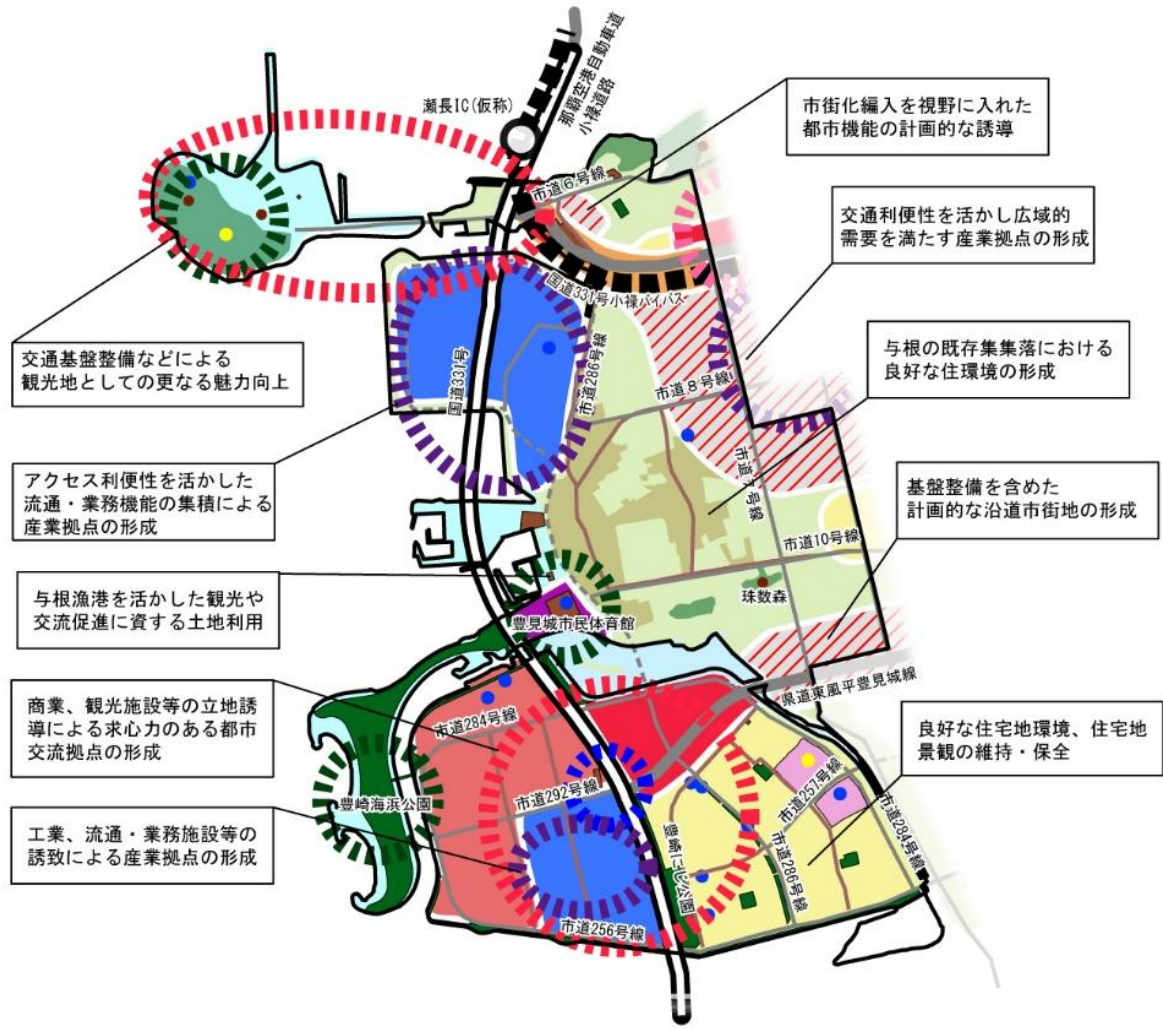 瀬長IC(仮称)
那覇空港自動車道
小禄道路
市街化編入を視野に入れた
都市機能の計画的な誘導
市道6号線
交通利便性を活かし広域的
需要を満たす産業拠点の形成
国道331号小禄バイパス
交通基盤整備などによる
観光地としての更なる魅力向上
国道331号
市道286号線
市道8号線
与根の既存集集落における
良好な住環境の形成
アクセス利便性を活かした
流通・業務機能の集積による
産業拠点の形成
市道7号線
基盤整備を含めた
計画的な沿道市街地の形成
市道10号線
与根漁港を活かした観光や
交流促進に資する土地利用
珠数森
豊見城市民体育館
県道東風平豊見城線
商業、観光施設等の立地誘
導による求心力のある都市
交流拠点の形成
市道284号線
良好な住宅地環境、住宅地
景観の維持・保全
市道292号線
市道257号線
豊崎海浜公園
工業、流通・業務施設等の
誘致による産業拠点の形成
豊崎にじ公園
市道286号線
市道284号線
市道256号線